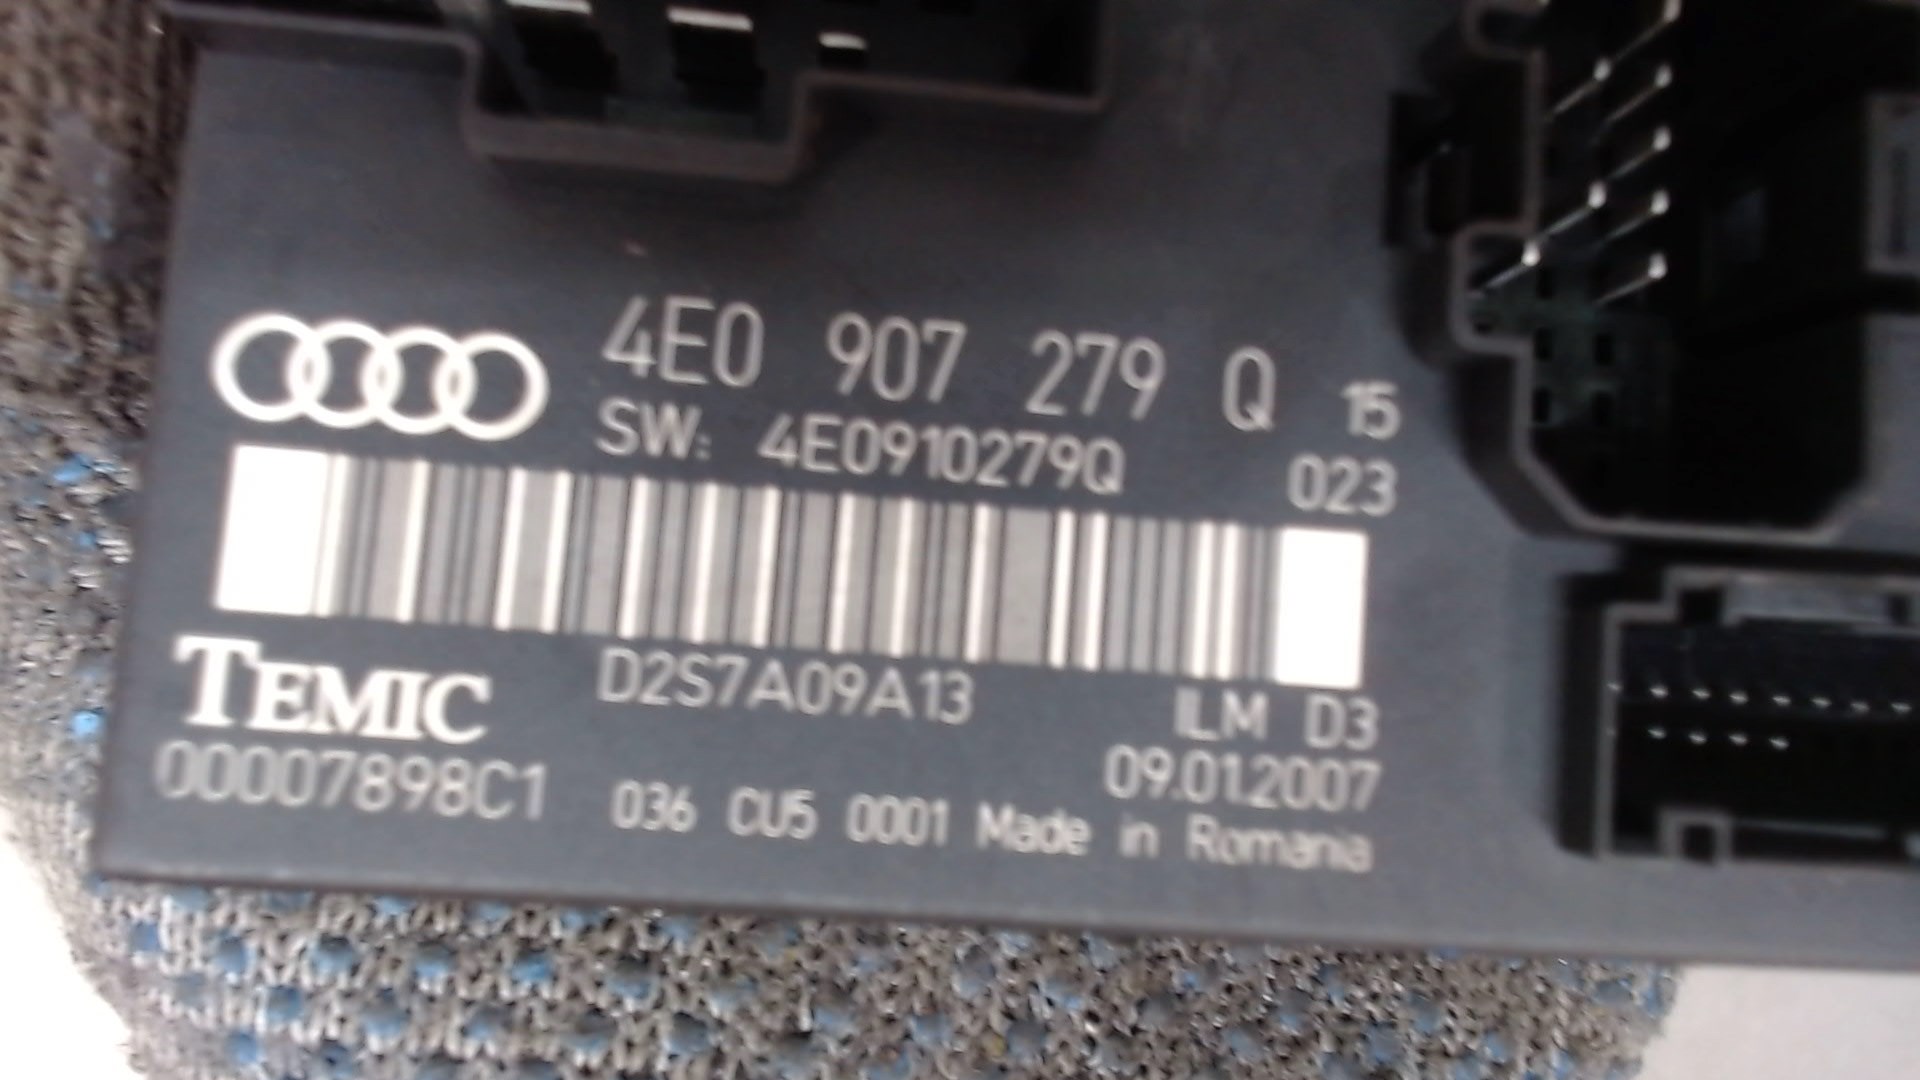 4E0 907 279 Q 15
SW: 4E0910279Q 023
TEMIC D2S7A09A13 ILM D3
09.01.2007
00007898C1 036 CU5 0001 Made in Romania